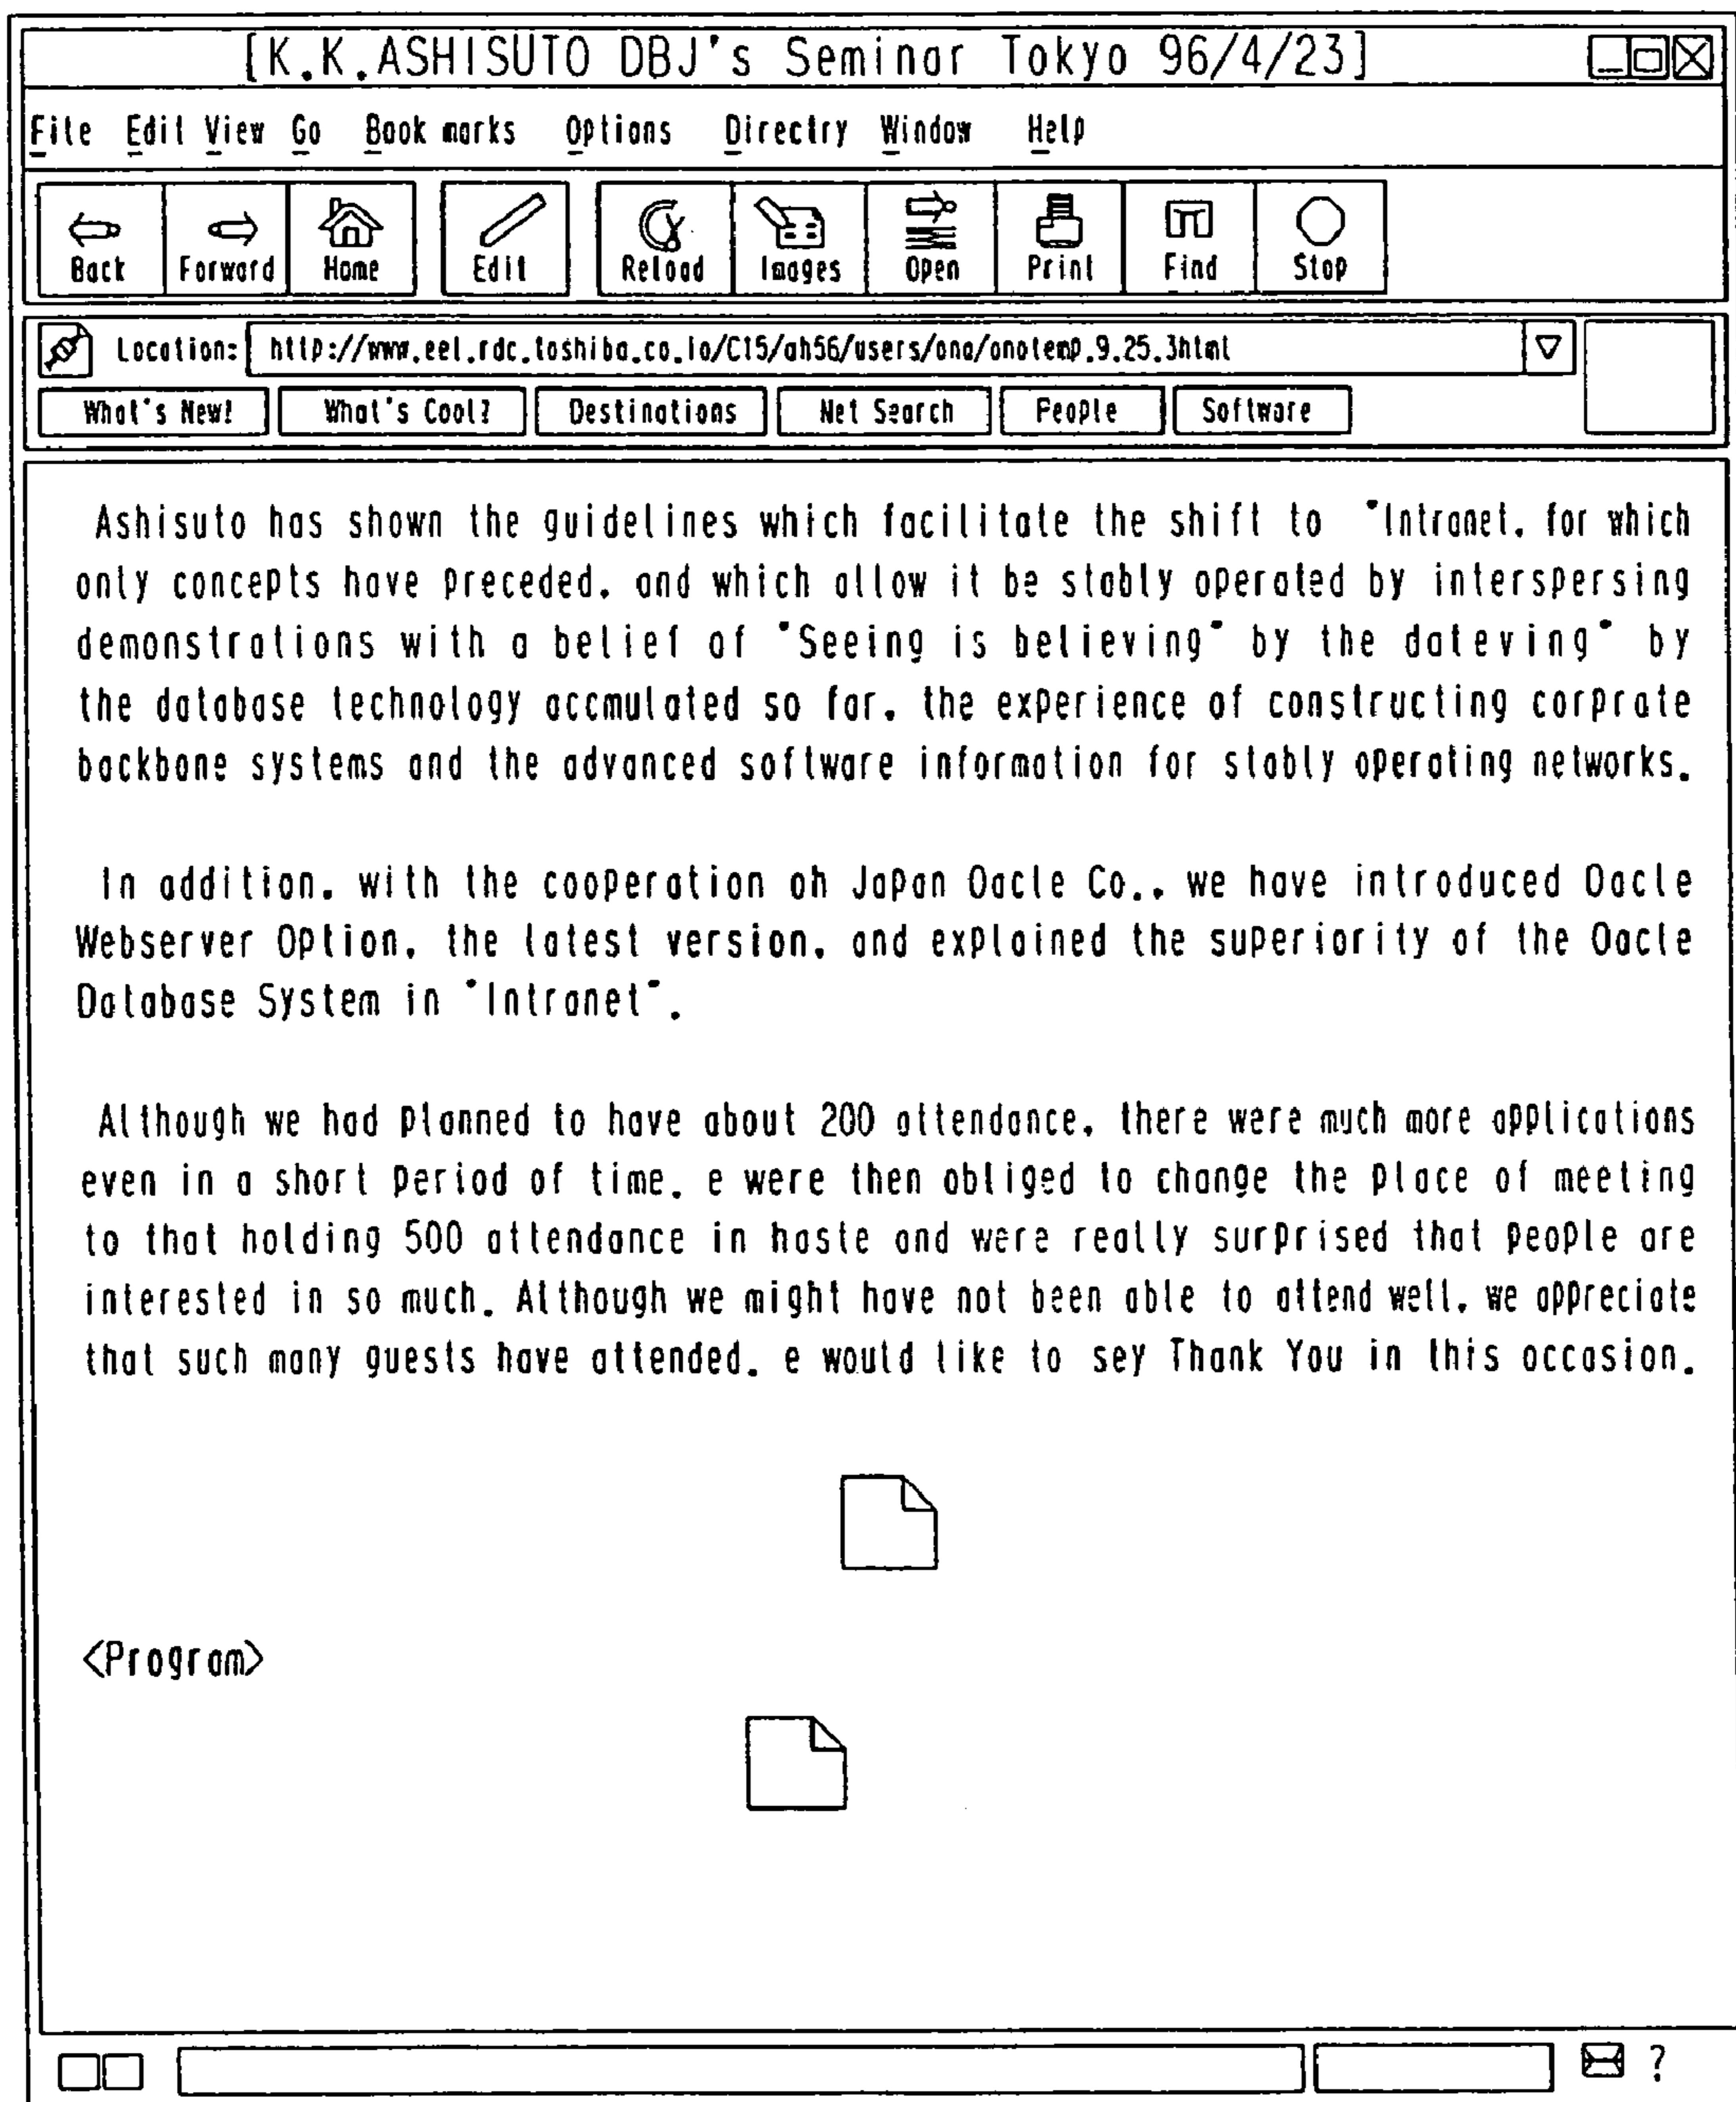 [K.K.ASHISUTO DBJ's Seminar Tokyo 96/4/23]
File Edit View Go Book marks Options Directry Window Help
Back Forward Home Edit Reload Images Open Print Find Stop
Location: http://www.eel.rdc.toshiba.co.io/C15/ah56/users/ono/onotemp.9.25.3html
What's New! What's Cool? Destinations Net Search People Software
Ashisuto has shown the guidelines which facilitate the shift to "Intranet, for which
only concepts have preceded, and which allow it be stably operated by interspersing
demonstrations with a belief of "Seeing is believing" by the dateving" by
the database technology accmulated so far, the experience of constructing corprate
backbone systems and the advanced software information for stably operating networks.
In addition, with the cooperation oh Japan Oacle Co., we have introduced Oacle
Webserver Option, the latest version, and explained the superiority of the Oacle
Database System in "Intranet".
Although we had planned to have about 200 attendance, there were much more applications
even in a short period of time. e were then obliged to change the place of meeting
to that holding 500 attendance in haste and were really surprised that people are
interested in so much. Although we might have not been able to attend well, we appreciate
that such many guests have attended. e would like to sey Thank You in this occasion.
<Program>
?